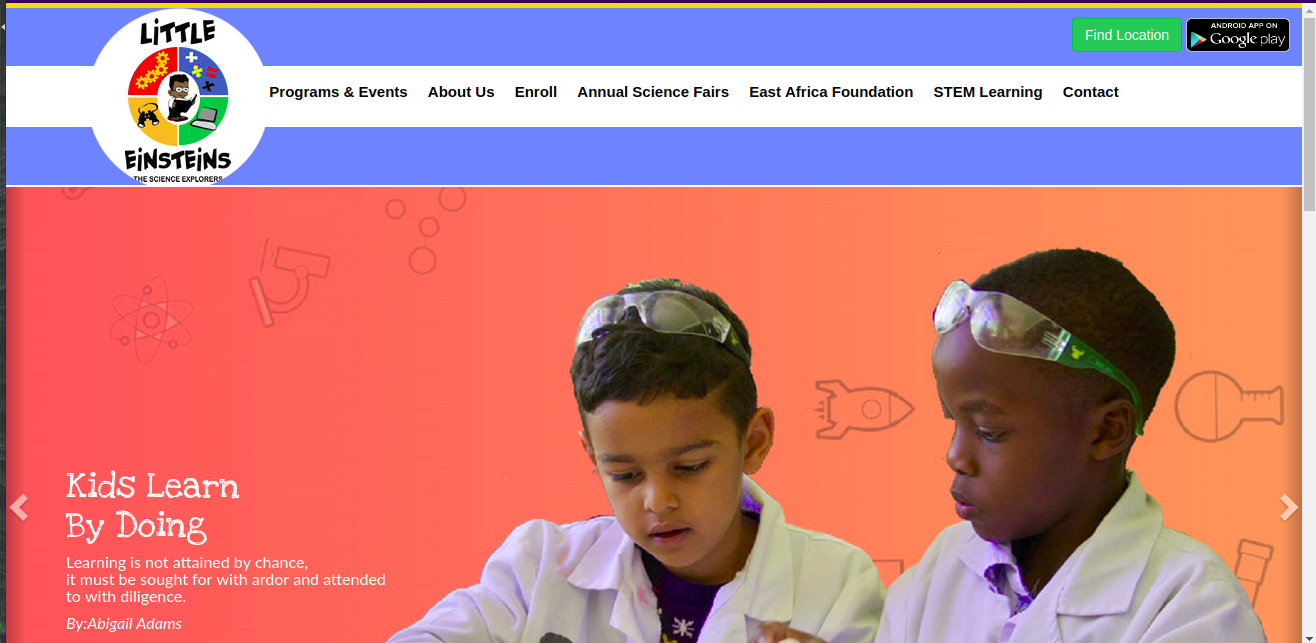 LiTTLE
EiNSTEiNS
THE SCIENCE EXPLORERS
Find Location
ANDROID APP ON
Google play
Programs & Events
About Us
Enroll
Annual Science Fairs
East Africa Foundation
STEM Learning
Contact
Kids Learn
By Doing
Learning is not attained by chance,
it must be sought for with ardor and attended
to with diligence.
By:Abigail Adams